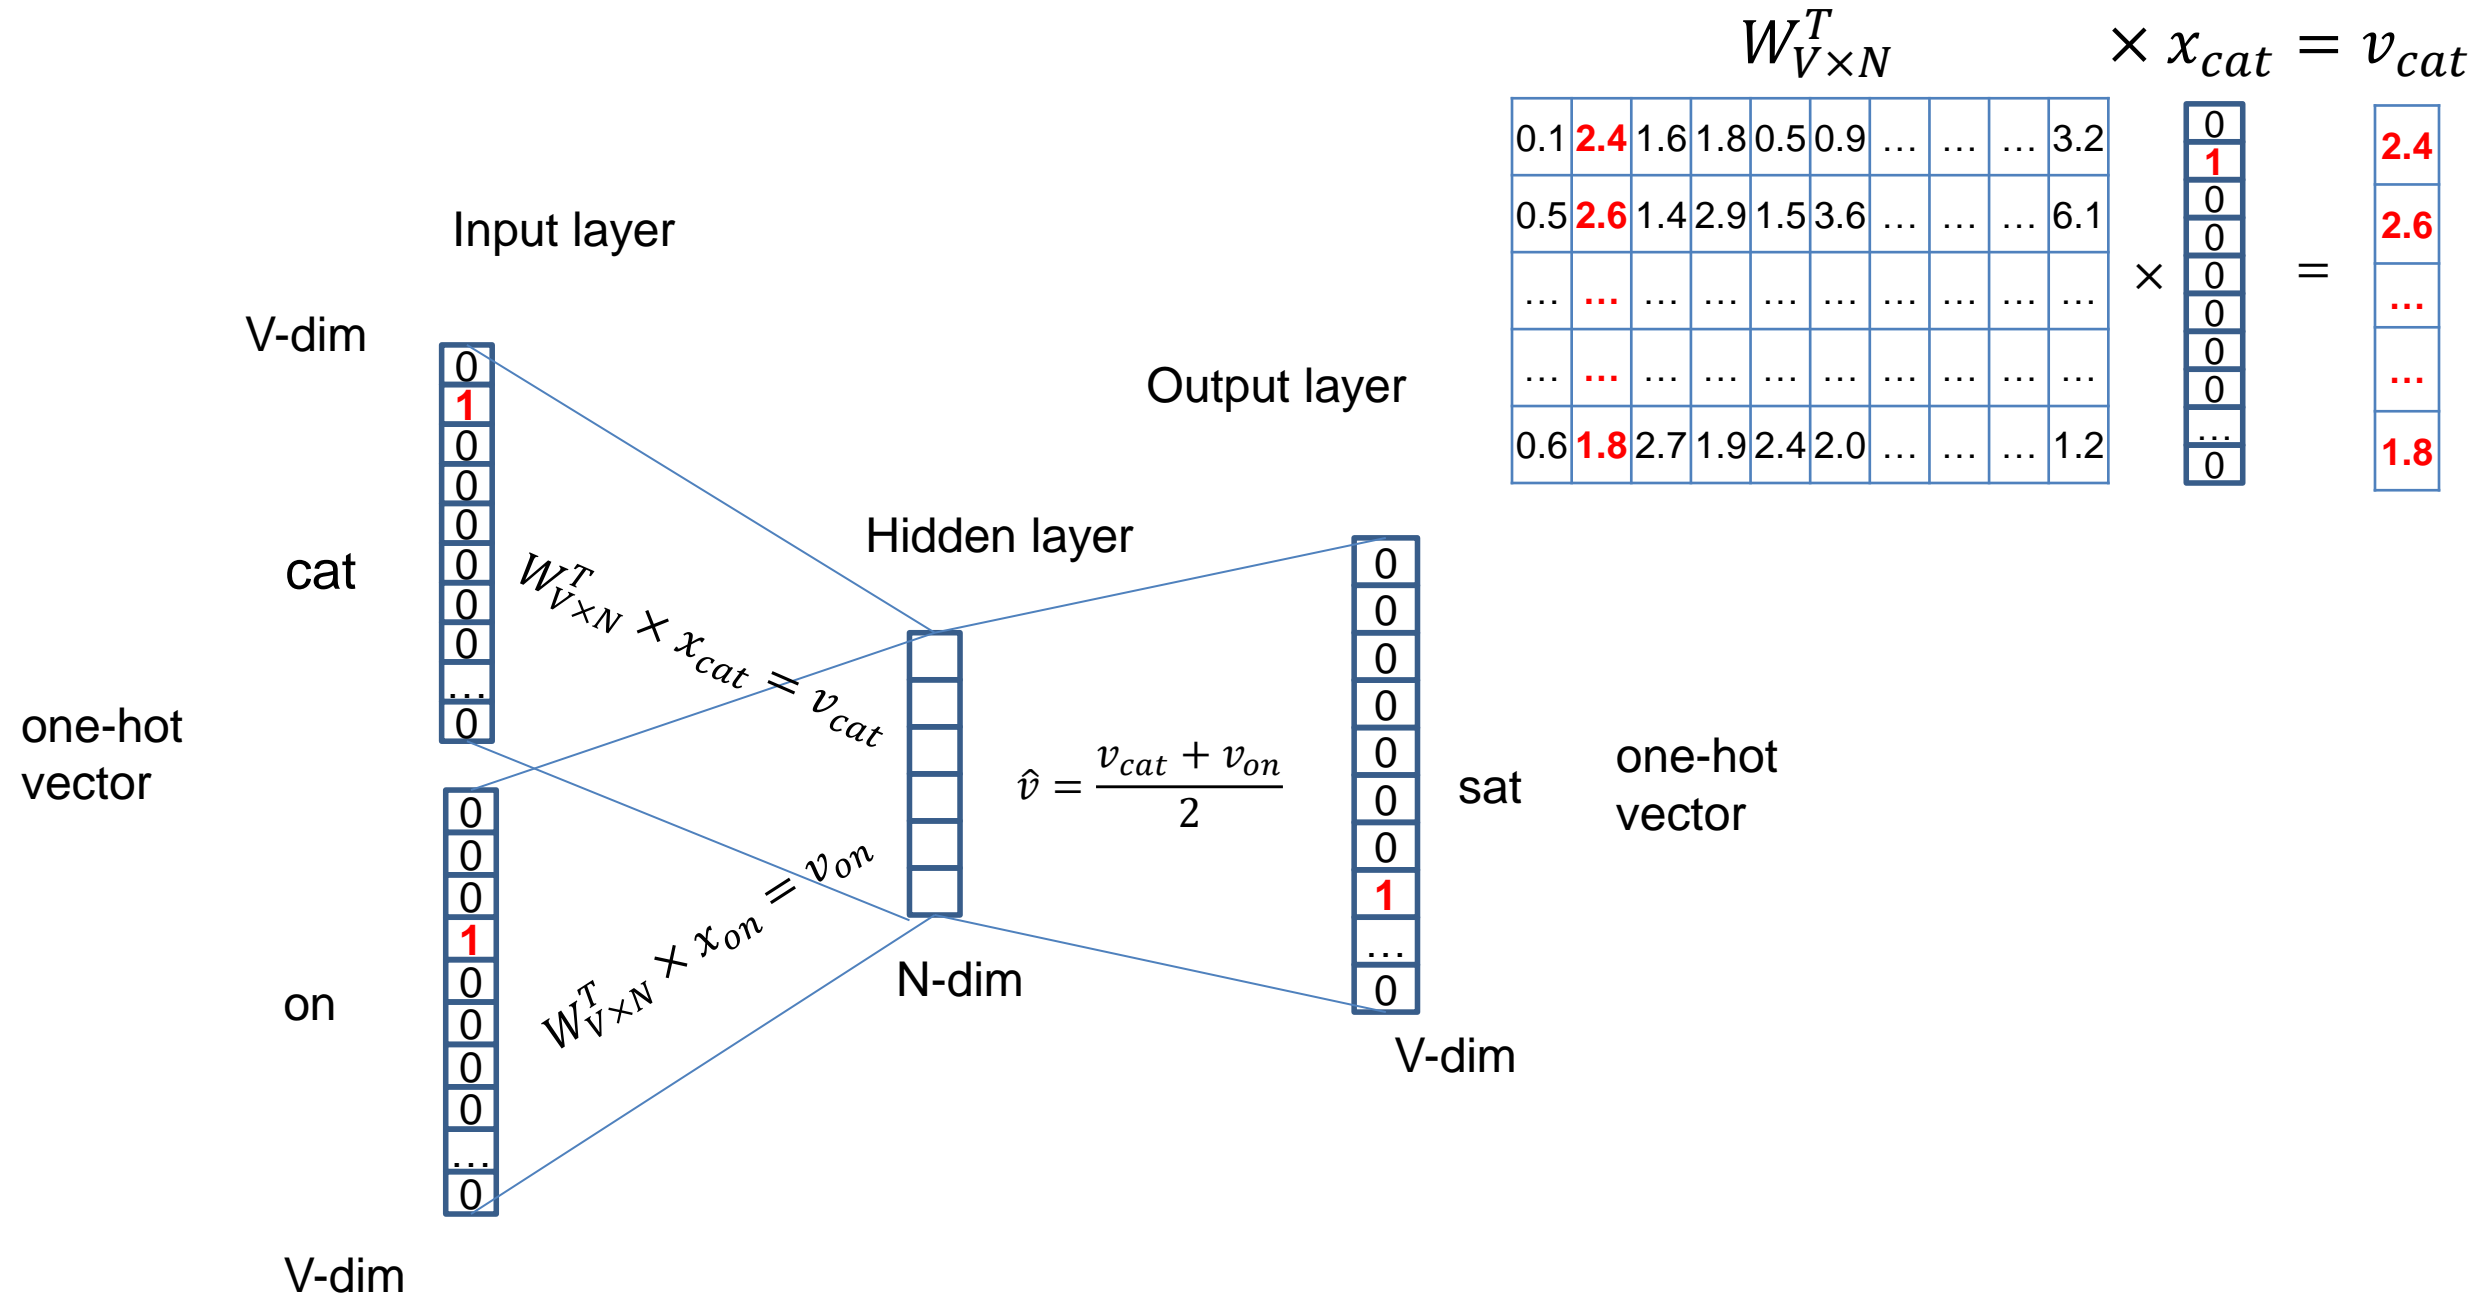 W^T_{V×N} × x_{cat} = v_{cat}
0.1 2.4 1.6 1.8 0.5 0.9 … … … 3.2
0.5 2.6 1.4 2.9 1.5 3.6 … … … 6.1
… … … … … … … … … …
… … … … … … … … … …
0.6 1.8 2.7 1.9 2.4 2.0 … … … 1.2
×
0
1
0
0
0
0
0
0
…
0
=
2.4
2.6
…
…
1.8
Input layer
V-dim
0
1
0
0
0
0
0
0
…
0
cat
W^T_{V×N} × x_{cat} = v_{cat}
one-hot
vector
0
0
0
1
0
0
0
0
…
0
on
W^T_{V×N} × x_{on} = v_{on}
V-dim
Hidden layer
N-dim
v̂ = \frac{v_{cat} + v_{on}}{2}
Output layer
0
0
0
0
0
0
0
1
…
0
sat
one-hot
vector
V-dim